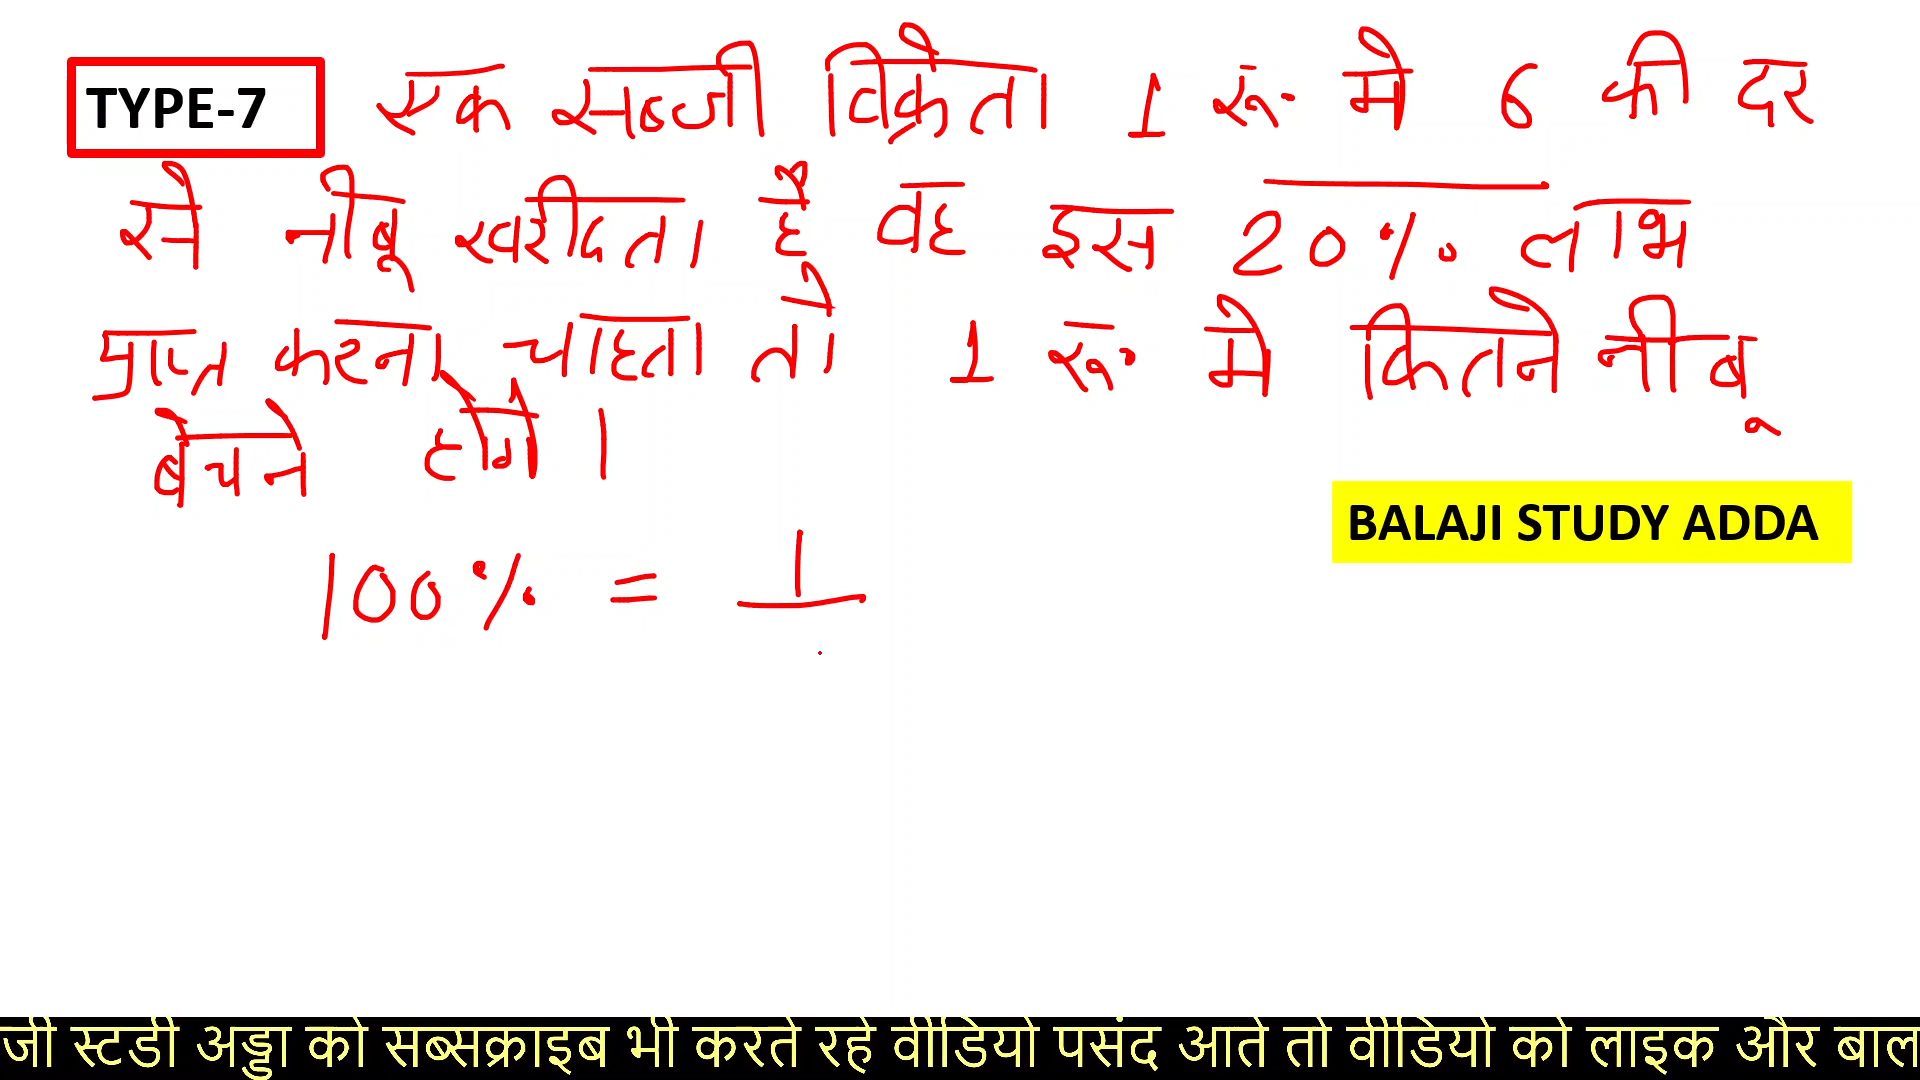 TYPE-7 एक सब्जी विक्रेता 1 रू॰ मे 6 की दर
से नीबू खरीदता है वह इस 20% लाभ
प्राप्त करना चाहता तो 1 रू॰ मे कितने नीबू
बेचने होगे ।
BALAJI STUDY ADDA
100% = 1
जी स्टडी अड्डा को सब्सक्राइब भी करते रहे वीडियो पसंद आते तो वीडियो को लाइक और बाल